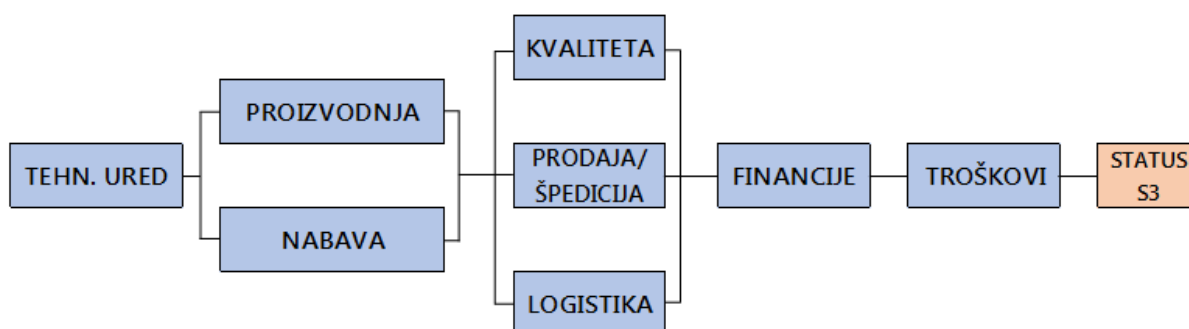 TEHN. URED
PROIZVODNJA
NABAVA
KVALITETA
PRODAJA/
ŠPEDICIJA
LOGISTIKA
FINANCIJE
TROŠKOVI
STATUS
S3